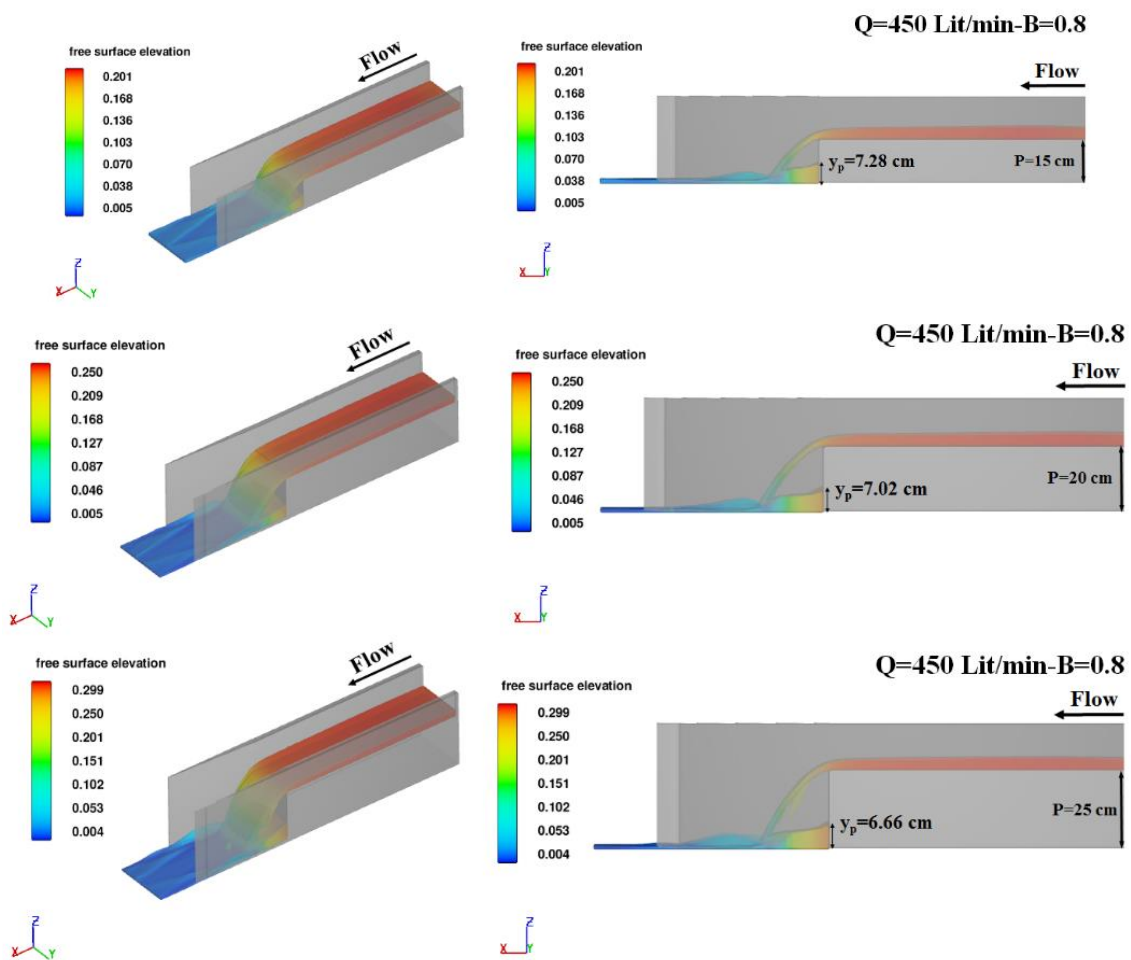 Q=450 Lit/min-B=0.8
free surface elevation
0.201
0.168
0.136
0.103
0.070
0.038
0.005
Flow
Z
X
Y
free surface elevation
0.201
0.168
0.136
0.103
0.070
0.038
0.005
Flow
yp=7.28 cm
P=15 cm
Z
X
Y
Q=450 Lit/min-B=0.8
free surface elevation
0.250
0.209
0.168
0.127
0.087
0.046
0.005
Flow
Z
X
Y
free surface elevation
0.250
0.209
0.168
0.127
0.087
0.046
0.005
Flow
yp=7.02 cm
P=20 cm
Z
X
Y
Q=450 Lit/min-B=0.8
free surface elevation
0.299
0.250
0.201
0.151
0.102
0.053
0.004
Flow
Z
X
Y
free surface elevation
0.299
0.250
0.201
0.151
0.102
0.053
0.004
Flow
yp=6.66 cm
P=25 cm
Z
X
Y